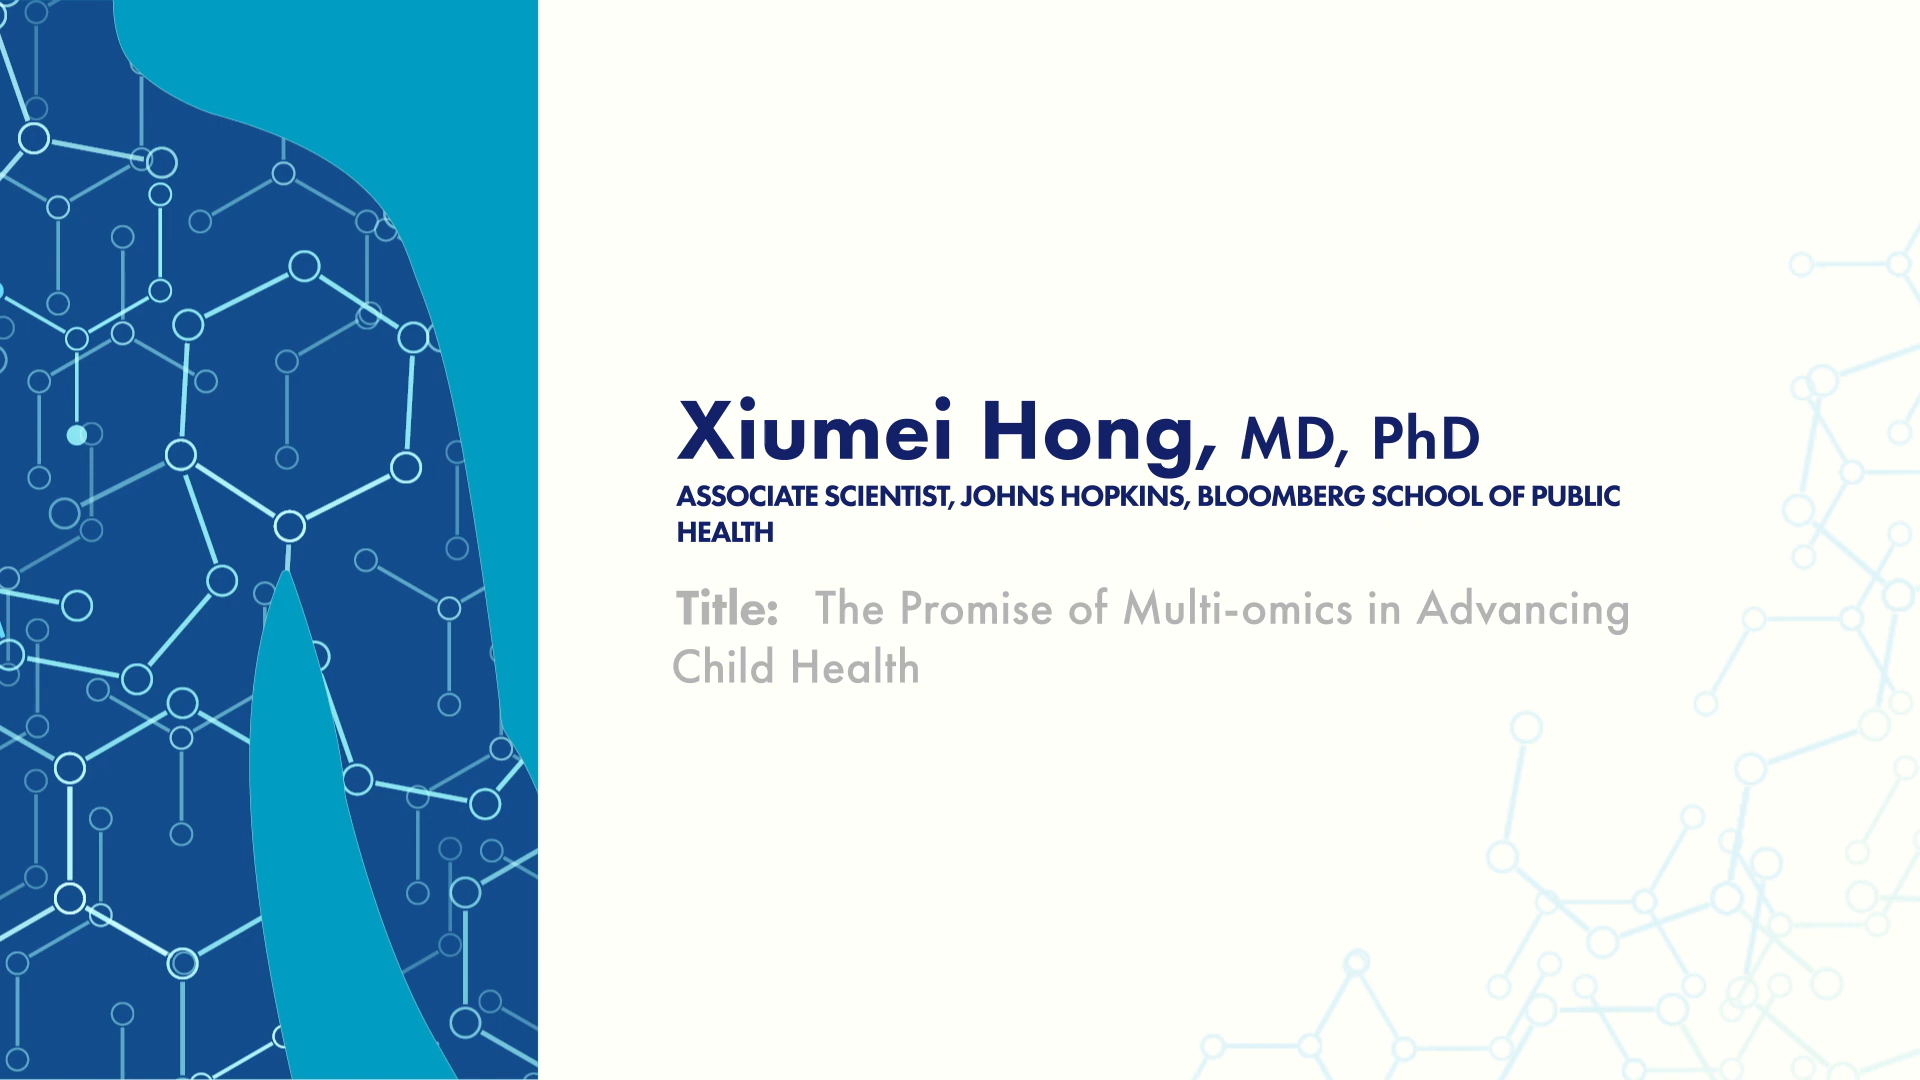 Xiumei Hong, MD, PhD
ASSOCIATE SCIENTIST, JOHNS HOPKINS, BLOOMBERG SCHOOL OF PUBLIC
HEALTH
Title: The Promise of Multi-omics in Advancing
Child Health